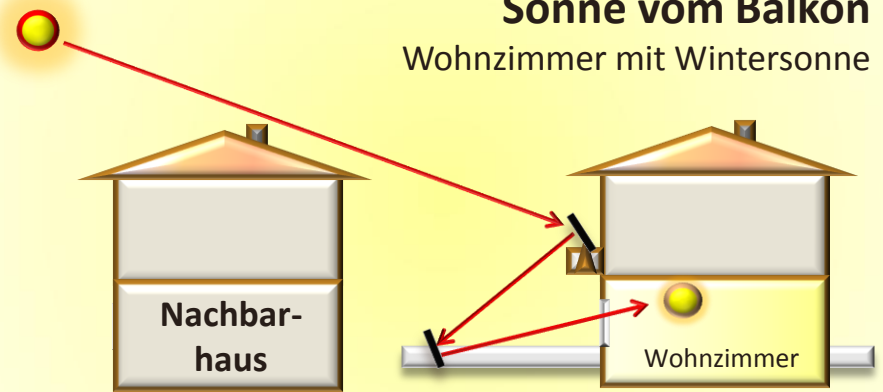 Sonne vom Balkon
Wohnzimmer mit Wintersonne
Nachbar-
haus
Wohnzimmer